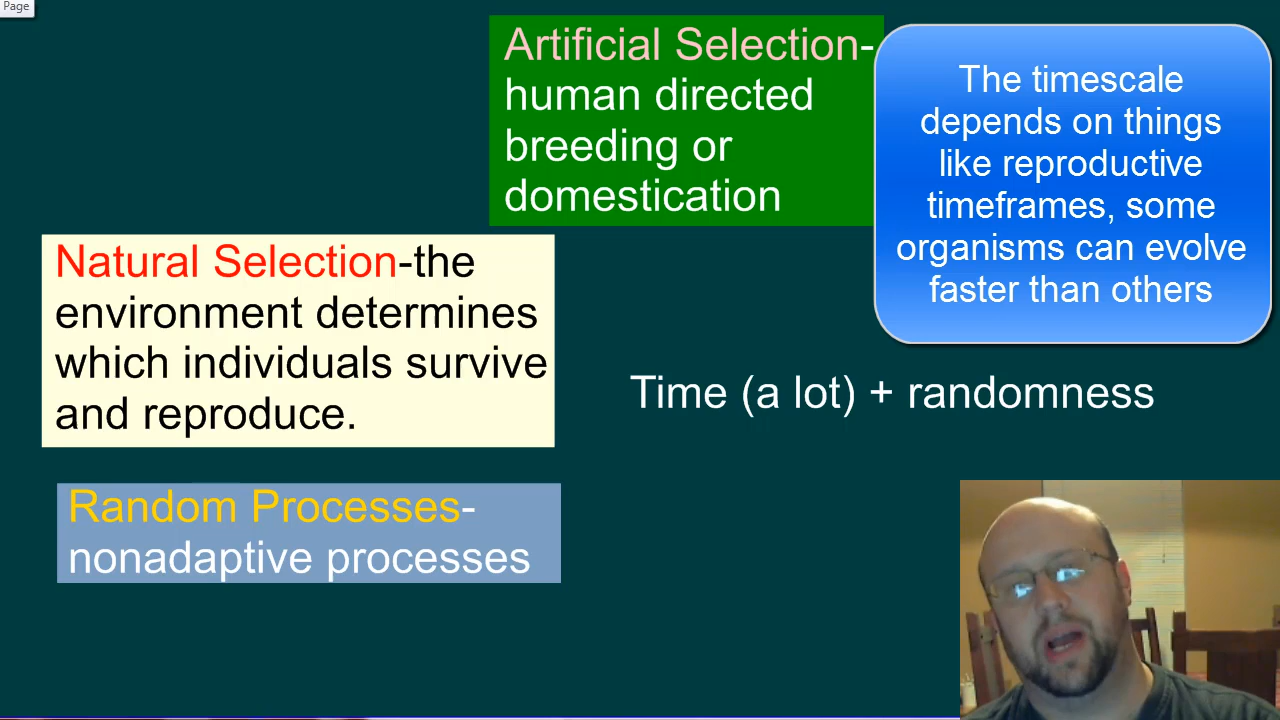 Page
Artificial Selection-
human directed
breeding or
domestication
The timescale
depends on things
like reproductive
timeframes, some
organisms can evolve
faster than others
Natural Selection-the
environment determines
which individuals survive
and reproduce.
Time (a lot) + randomness
Random Processes-
nonadaptive processes